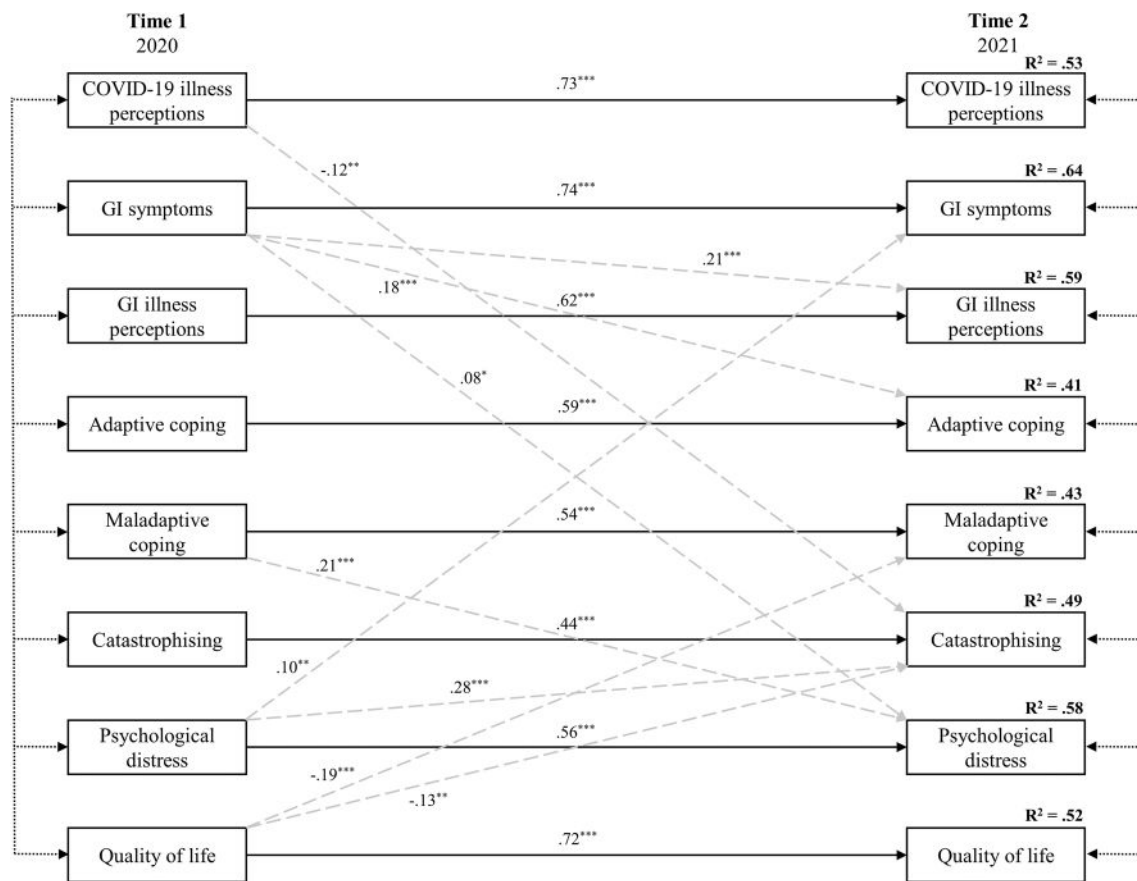 Time 1
2020
Time 2
2021
R² = .53
COVID-19 illness
perceptions
.73***
COVID-19 illness
perceptions
-.12**
R² = .64
GI symptoms
.74***
GI symptoms
.21***
R² = .59
.18***
.62***
GI illness
perceptions
GI illness
perceptions
.08*
R² = .41
Adaptive coping
.59***
Adaptive coping
R² = .43
Maladaptive
coping
.54***
Maladaptive
coping
.21***
R² = .49
Catastrophising
.44***
Catastrophising
.10**
.28***
R² = .58
Psychological
distress
.56***
Psychological
distress
-.19***
-.13**
R² = .52
Quality of life
.72***
Quality of life